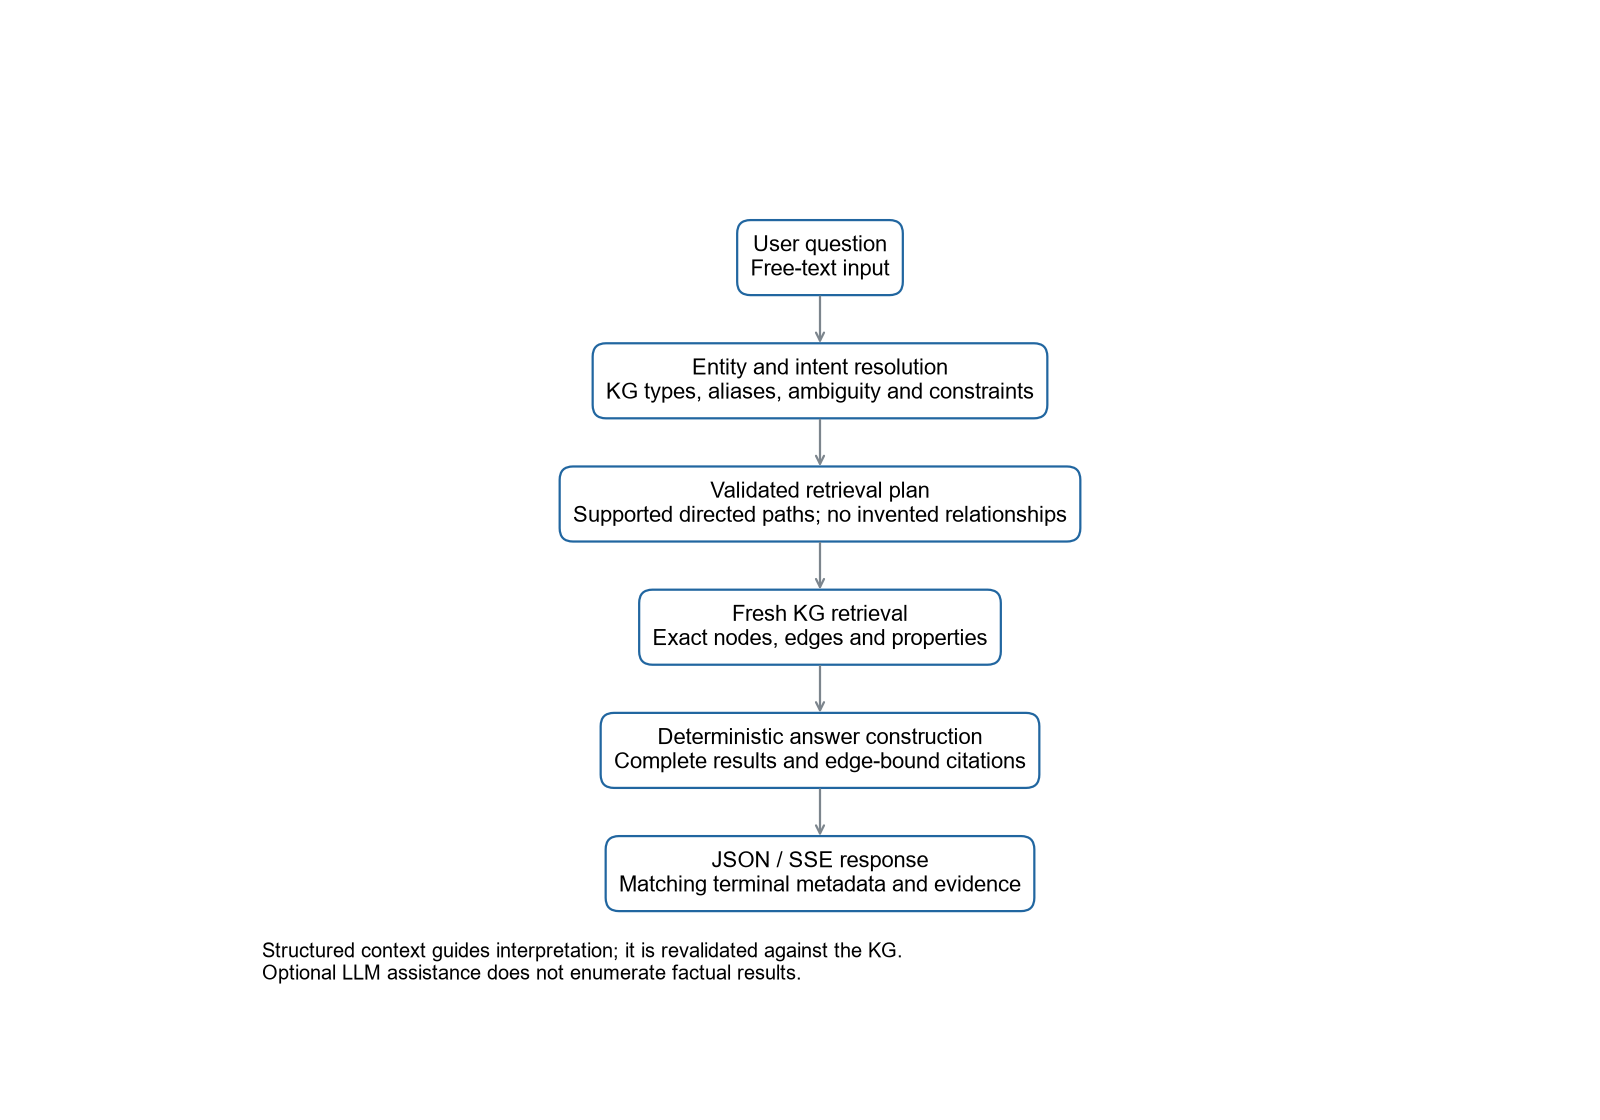 User question
Free-text input
Entity and intent resolution
KG types, aliases, ambiguity and constraints
Validated retrieval plan
Supported directed paths; no invented relationships
Fresh KG retrieval
Exact nodes, edges and properties
Deterministic answer construction
Complete results and edge-bound citations
JSON / SSE response
Matching terminal metadata and evidence
Structured context guides interpretation; it is revalidated against the KG.
Optional LLM assistance does not enumerate factual results.